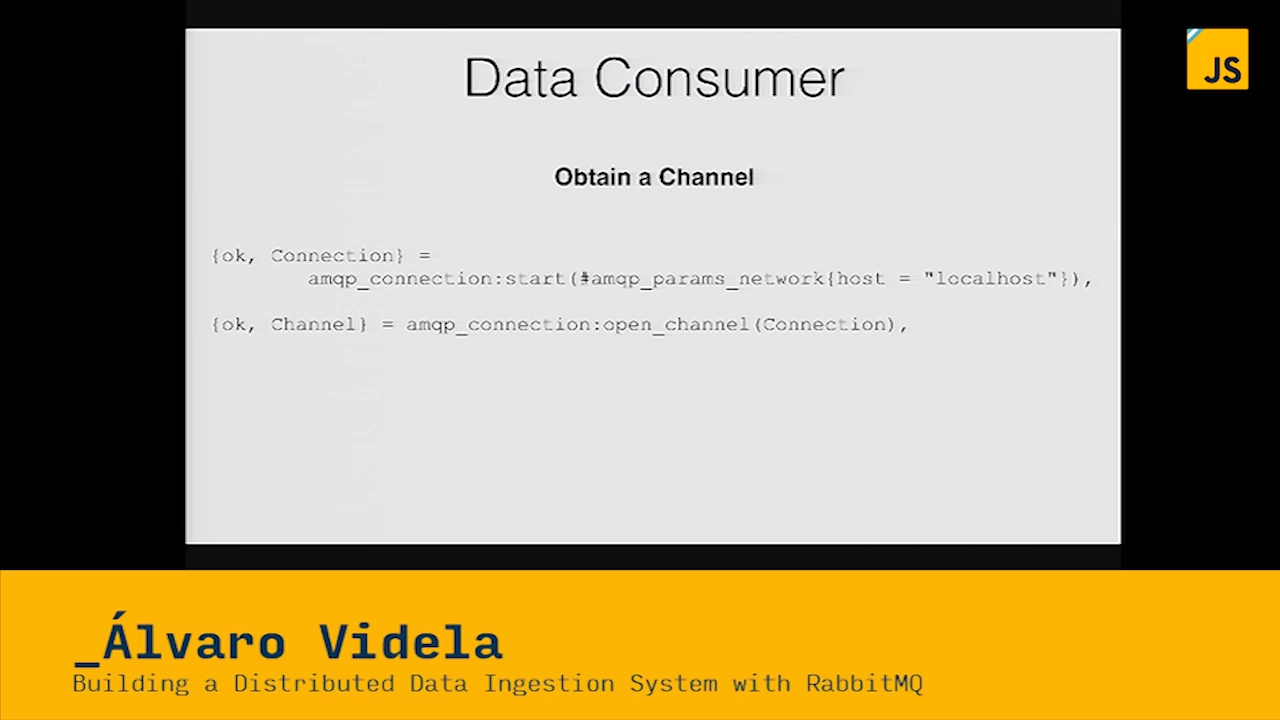 Data Consumer
JS
Obtain a Channel
{ok, Connection} =
amqp_connection:start(#amqp_params_network{host = "localhost"}),
{ok, Channel} = amqp_connection:open_channel(Connection),
_Álvaro Videla
Building a Distributed Data Ingestion System with RabbitMQ